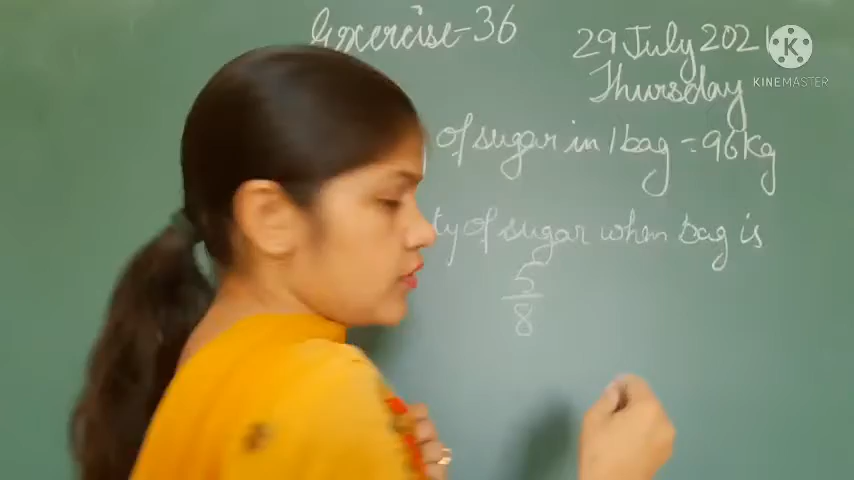 Exercise-36
29 July 2021
Thursday
K
KINEMASTER
of sugar in 1 bag = 96 Kg
ty of sugar when bag is
5
8